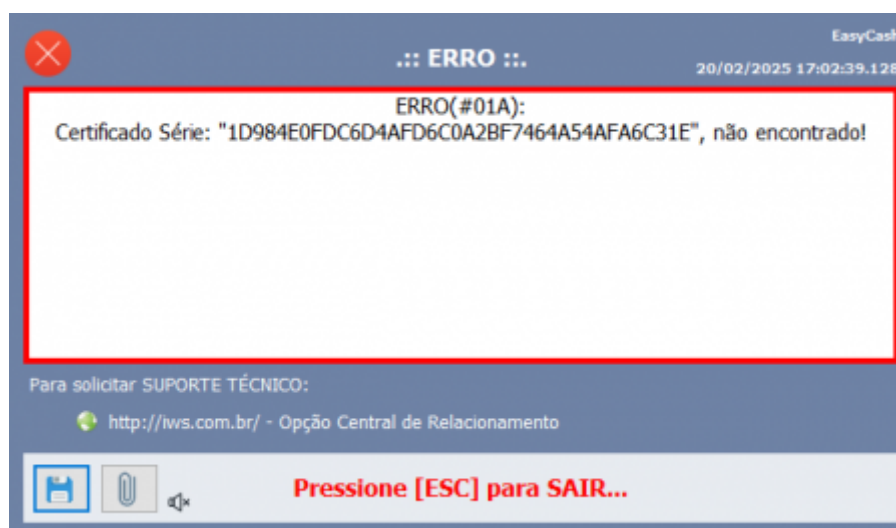 EasyCash
.:: ERRO ::.
20/02/2025 17:02:39.128
ERRO(#01A):
Certificado Série: "1D984E0FDC6D4AFD6C0A2BF7464A54AFA6C31E", não encontrado!
Para solicitar SUPORTE TÉCNICO:
http://iws.com.br/ - Opção Central de Relacionamento
Pressione [ESC] para SAIR...